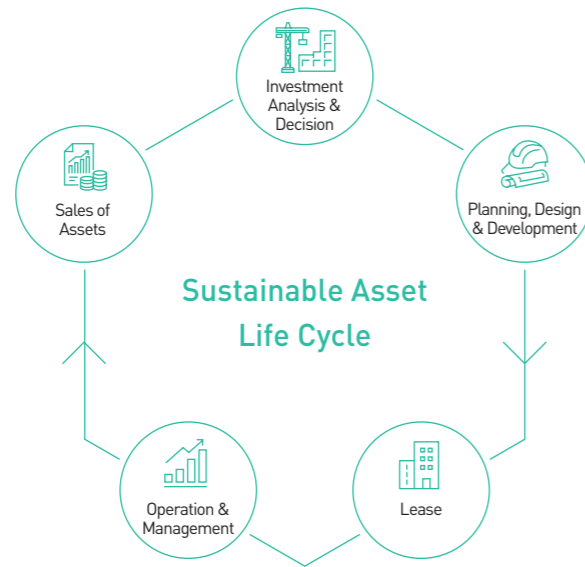 Investment
Analysis &
Decision
Planning, Design
& Development
Lease
Operation &
Management
Sales of
Assets
Sustainable Asset
Life Cycle